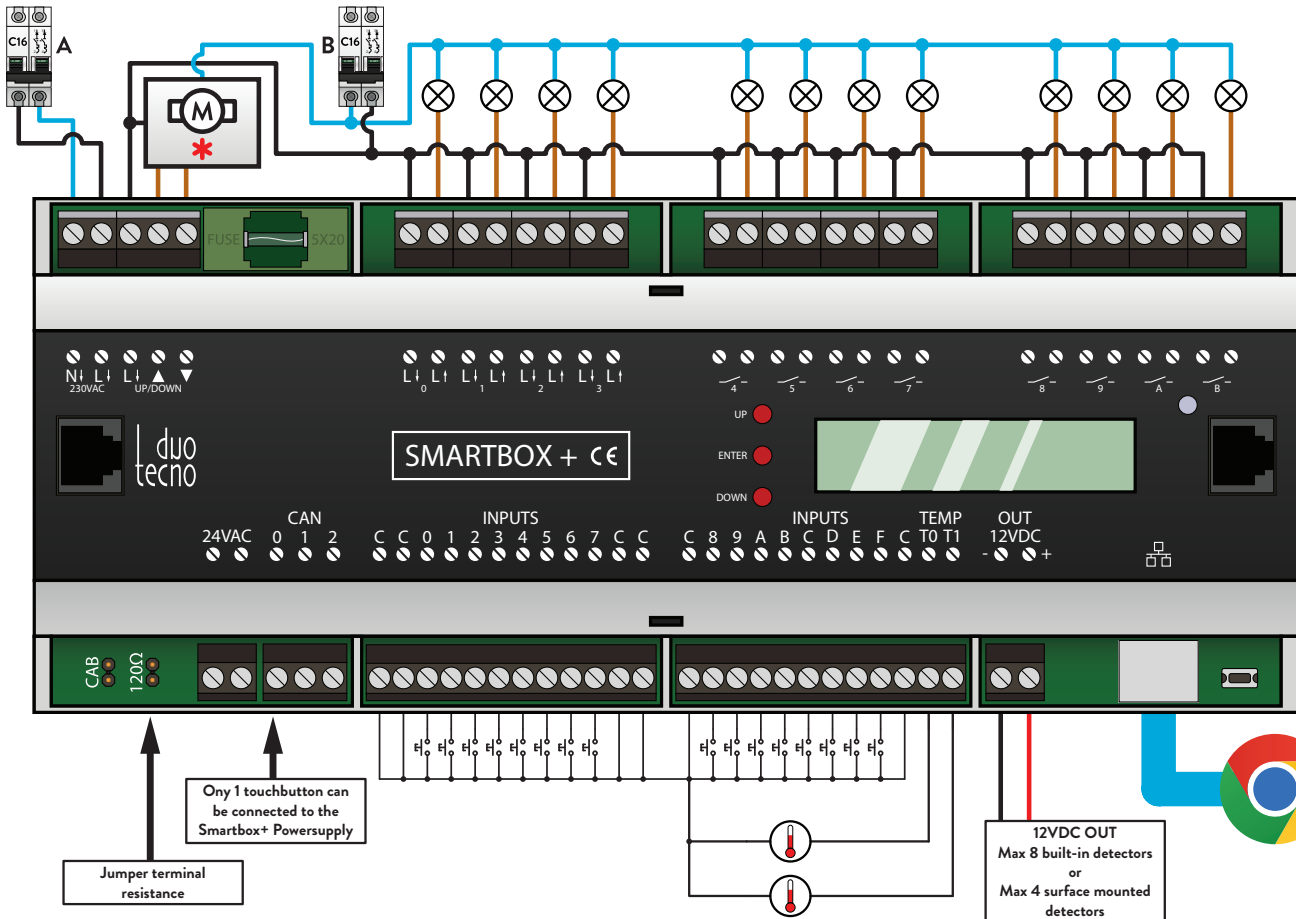 C16 A
B C16
M
*
FUSE 5X20
N↓ L↓ L↓ ▲ ▼
230VAC UP/DOWN
L↓ L↑ L↓ L↑ L↓ L↑ L↓ L↑
0 1 2 3
4 5 6 7
8 9 A B
UP
ENTER
DOWN
duo
tecno
SMARTBOX + CE
24VAC
CAN
0 1 2
INPUTS
C C 0 1 2 3 4 5 6 7 C C
INPUTS
C 8 9 A B C D E F C
TEMP
T0 T1
OUT
12VDC
- +
CAB
120Ω
Ony 1 touchbutton can
be connected to the
Smartbox+ Powersupply
Jumper terminal
resistance
12VDC OUT
Max 8 built-in detectors
or
Max 4 surface mounted
detectors